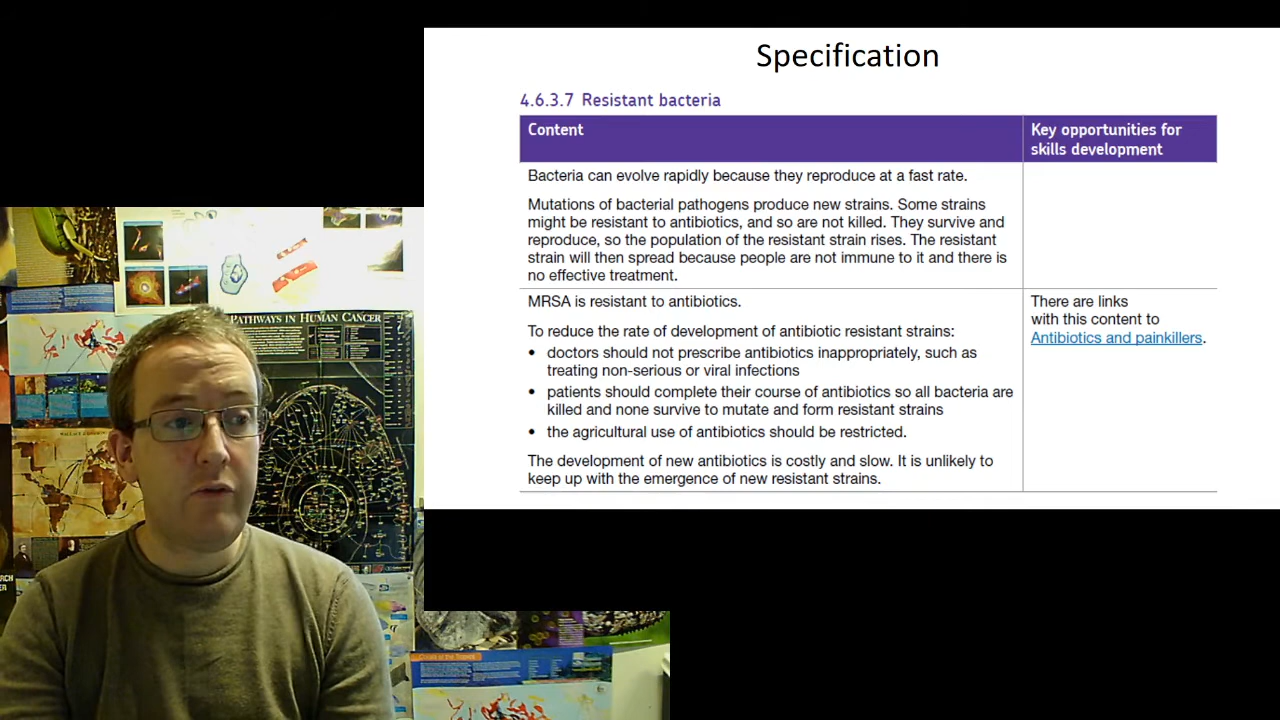 Specification
4.6.3.7 Resistant bacteria
Content
Key opportunities for
skills development
Bacteria can evolve rapidly because they reproduce at a fast rate.
Mutations of bacterial pathogens produce new strains. Some strains
might be resistant to antibiotics, and so are not killed. They survive and
reproduce, so the population of the resistant strain rises. The resistant
strain will then spread because people are not immune to it and there is
no effective treatment.
MRSA is resistant to antibiotics.
To reduce the rate of development of antibiotic resistant strains:
• doctors should not prescribe antibiotics inappropriately, such as
treating non-serious or viral infections
• patients should complete their course of antibiotics so all bacteria are
killed and none survive to mutate and form resistant strains
• the agricultural use of antibiotics should be restricted.
The development of new antibiotics is costly and slow. It is unlikely to
keep up with the emergence of new resistant strains.
There are links
with this content to
Antibiotics and painkillers.
PATHWAYS IN HUMAN CANCER